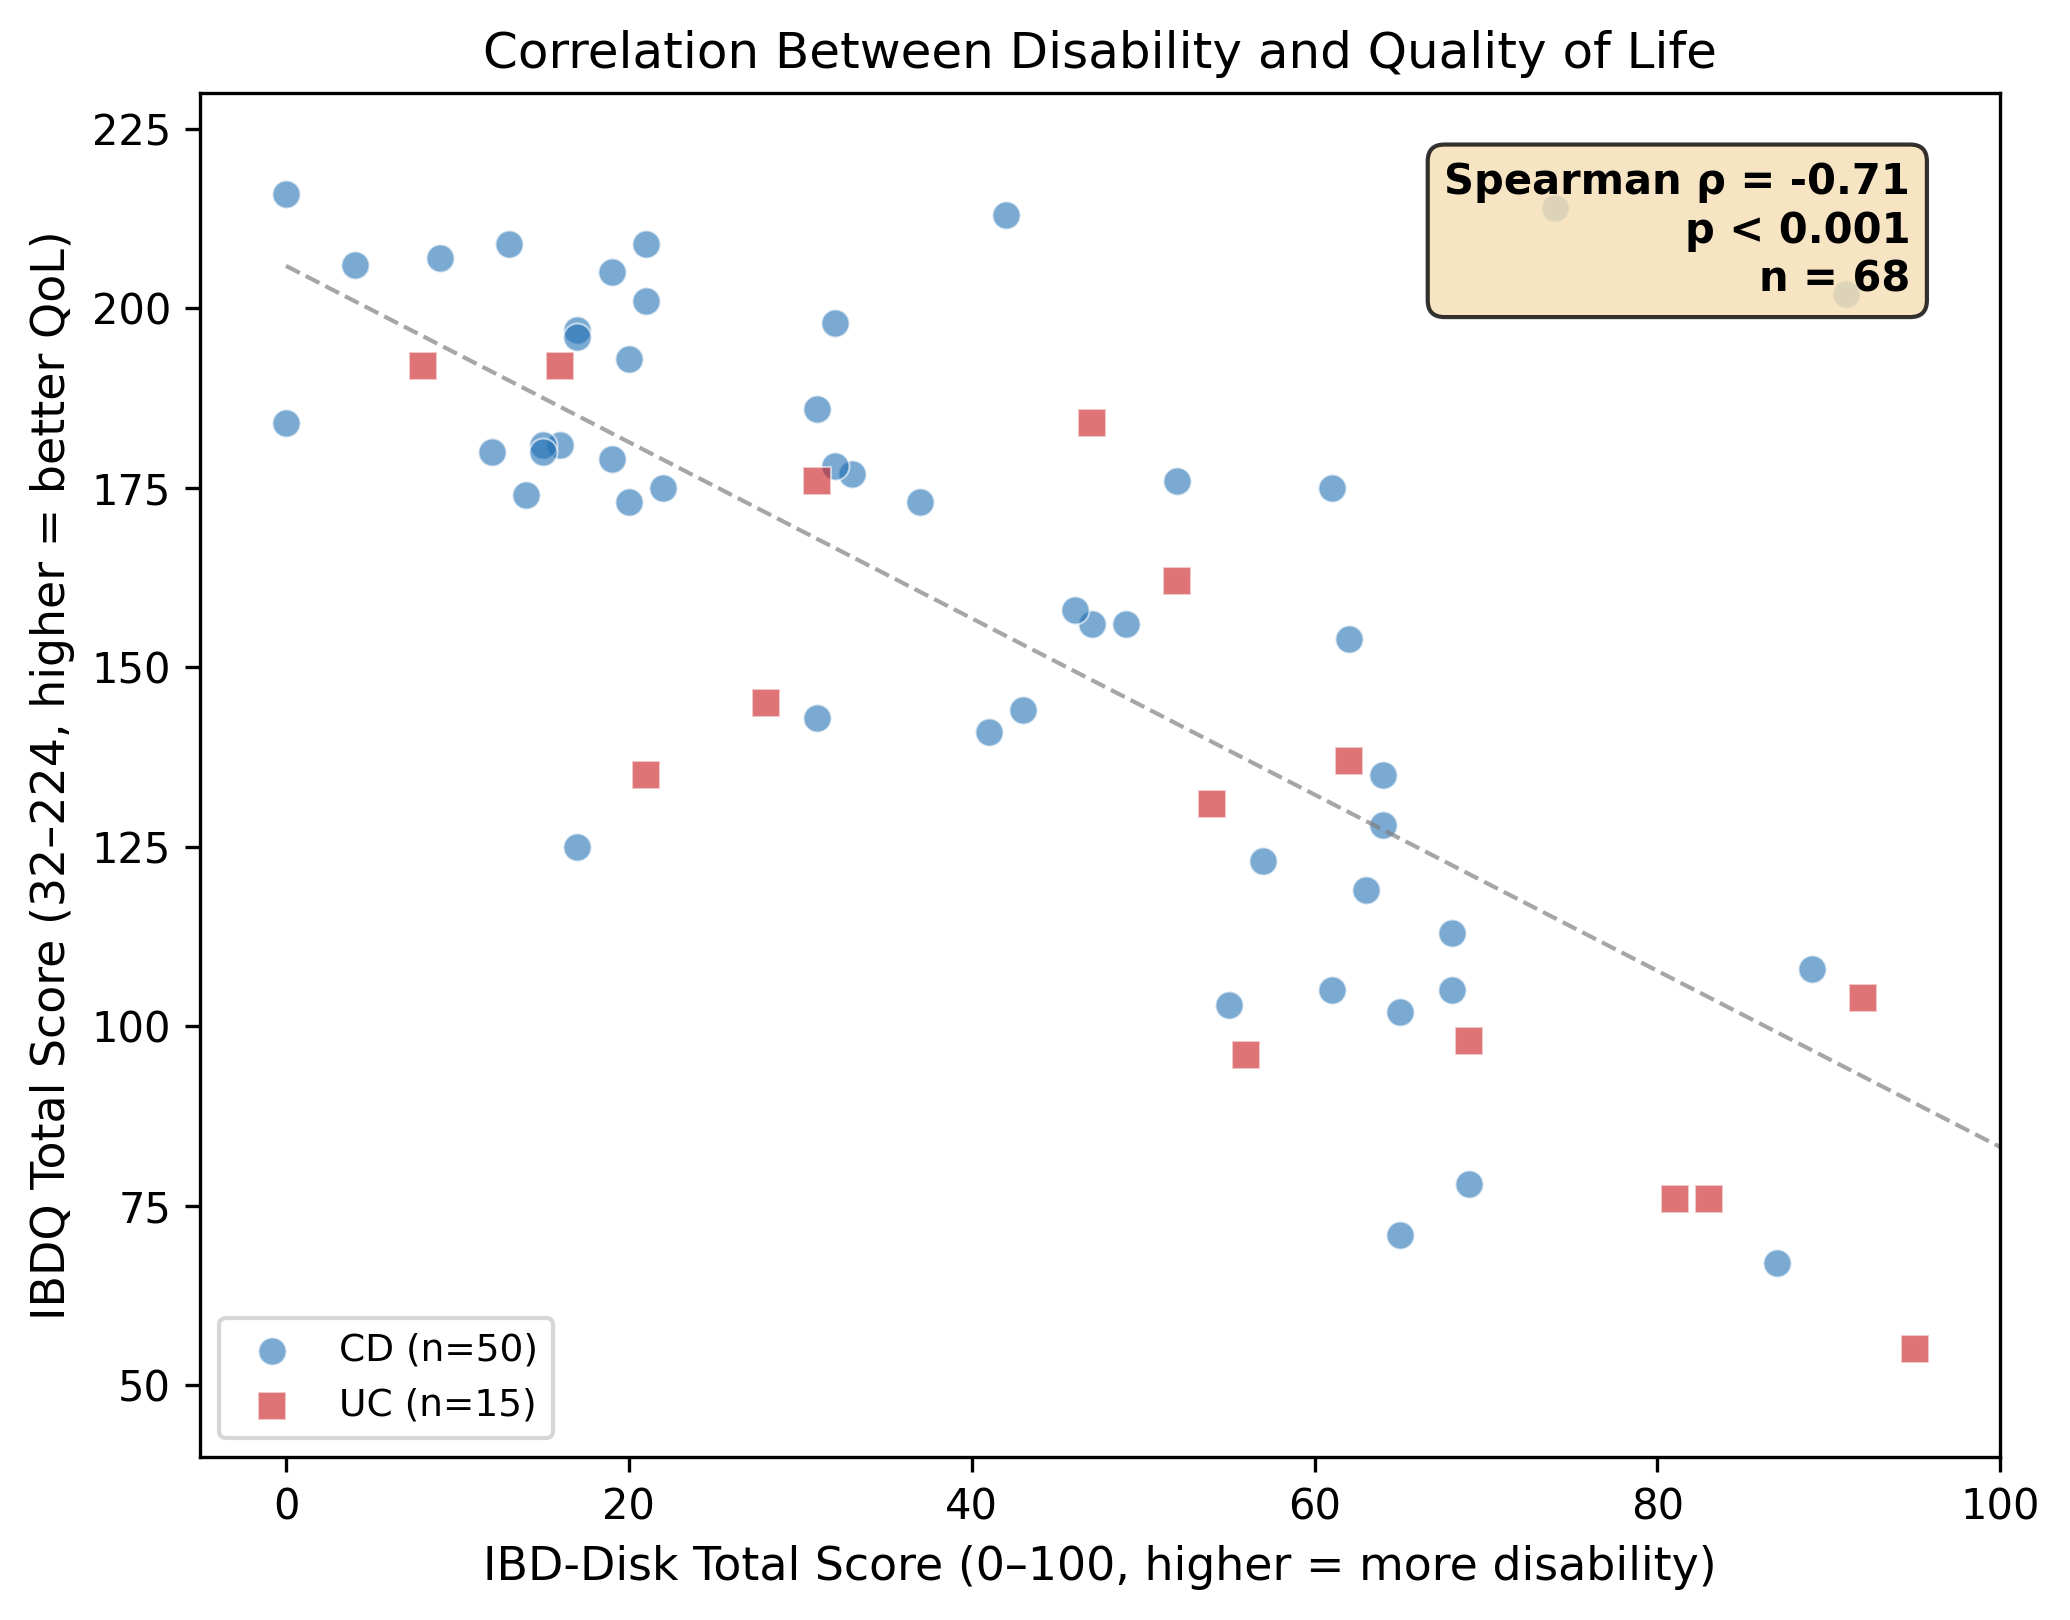 Correlation Between Disability and Quality of Life
IBDQ Total Score (32–224, higher = better QoL)
225
200
175
150
125
100
75
50
Spearman ρ = -0.71
p < 0.001
n = 68
CD (n=50)
UC (n=15)
0
20
40
60
80
100
IBD-Disk Total Score (0–100, higher = more disability)